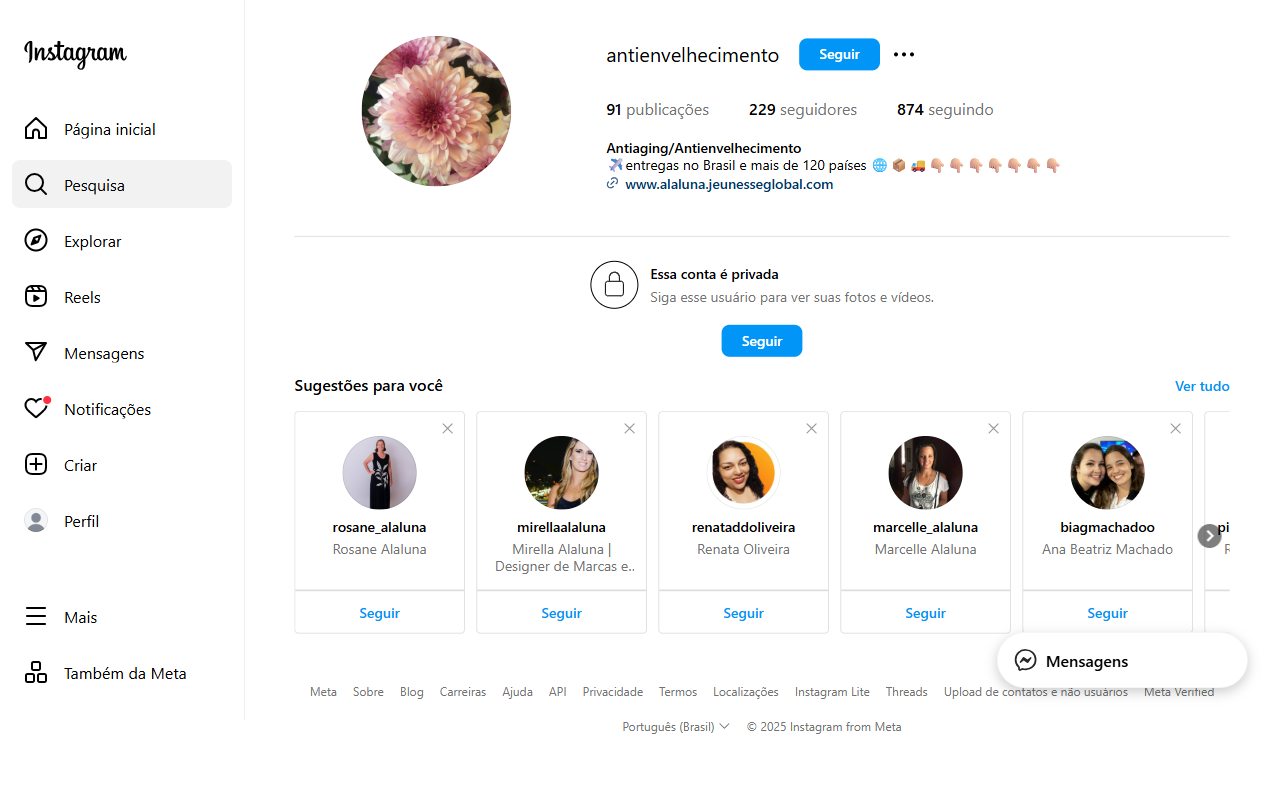 Instagram
Página inicial
Pesquisa
Explorar
Reels
Mensagens
Notificações
Criar
Perfil
Mais
Também da Meta
antienvelhecimento Seguir
91 publicações 229 seguidores 874 seguindo
Antiaging/Antienvelhecimento
✈️entregas no Brasil e mais de 120 países 🌐 📦 🚚👇🏼👇🏼👇🏼👇🏼👇🏼👇🏼👇🏼
www.alaluna.jeunesseglobal.com
Essa conta é privada
Siga esse usuário para ver suas fotos e vídeos.
Seguir
Sugestões para você Ver tudo
rosane_alaluna
Rosane Alaluna
Seguir
mirellaalaluna
Mirella Alaluna |
Designer de Marcas e..
Seguir
renataddoliveira
Renata Oliveira
Seguir
marcelle_alaluna
Marcelle Alaluna
Seguir
biagmachadoo
Ana Beatriz Machado
Seguir
Mensagens
Meta Sobre Blog Carreiras Ajuda API Privacidade Termos Localizações Instagram Lite Threads Upload de contatos e não usuários Meta Verified
Português (Brasil) © 2025 Instagram from Meta